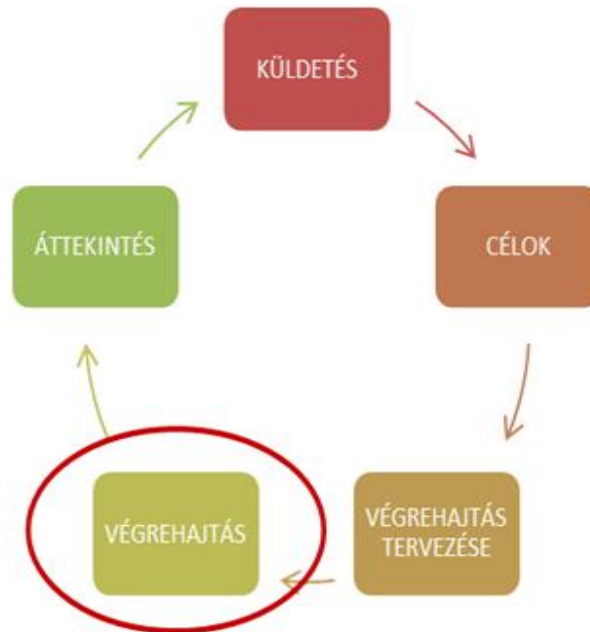 KÜLDETÉS
CÉLOK
VÉGREHAJTÁS
TERVEZÉSE
VÉGREHAJTÁS
ÁTTEKINTÉS